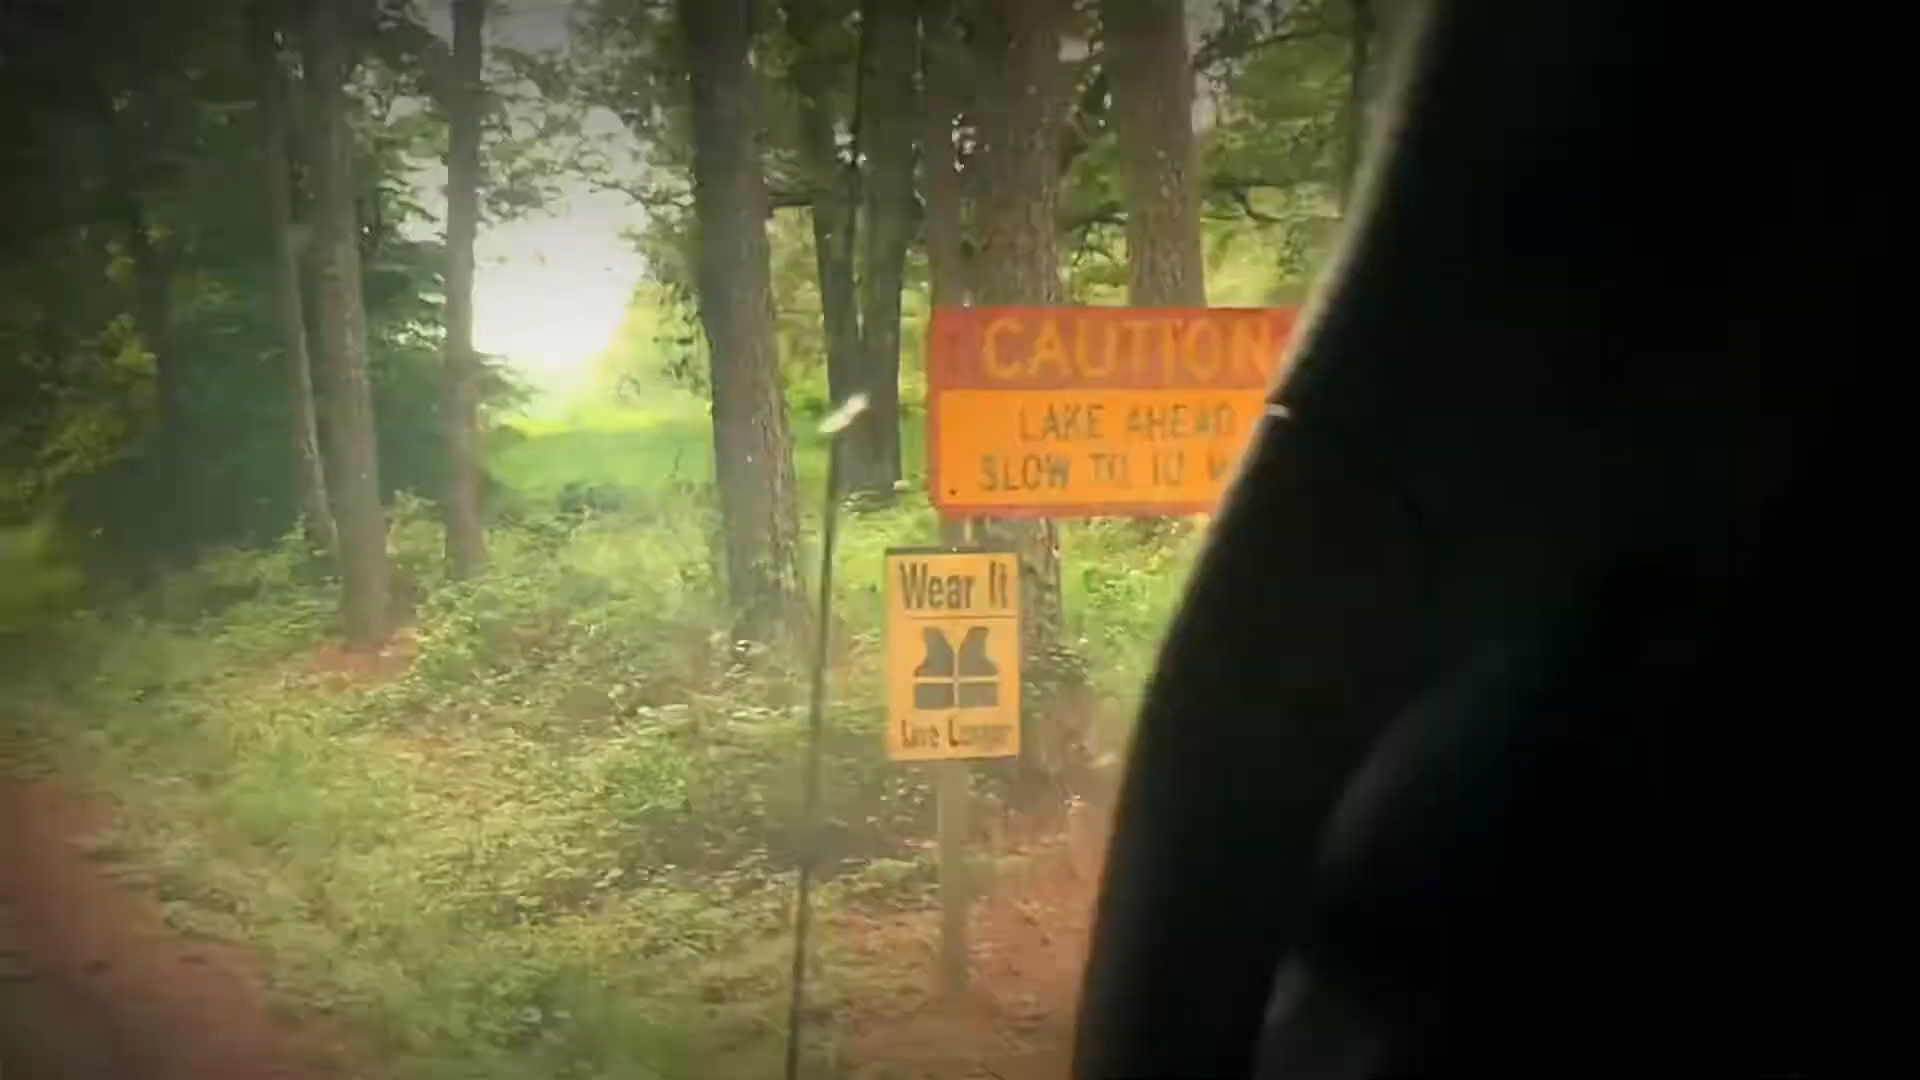 CAUTION
LAKE AHEAD
SLOW TO 10
Wear It
Live Longer